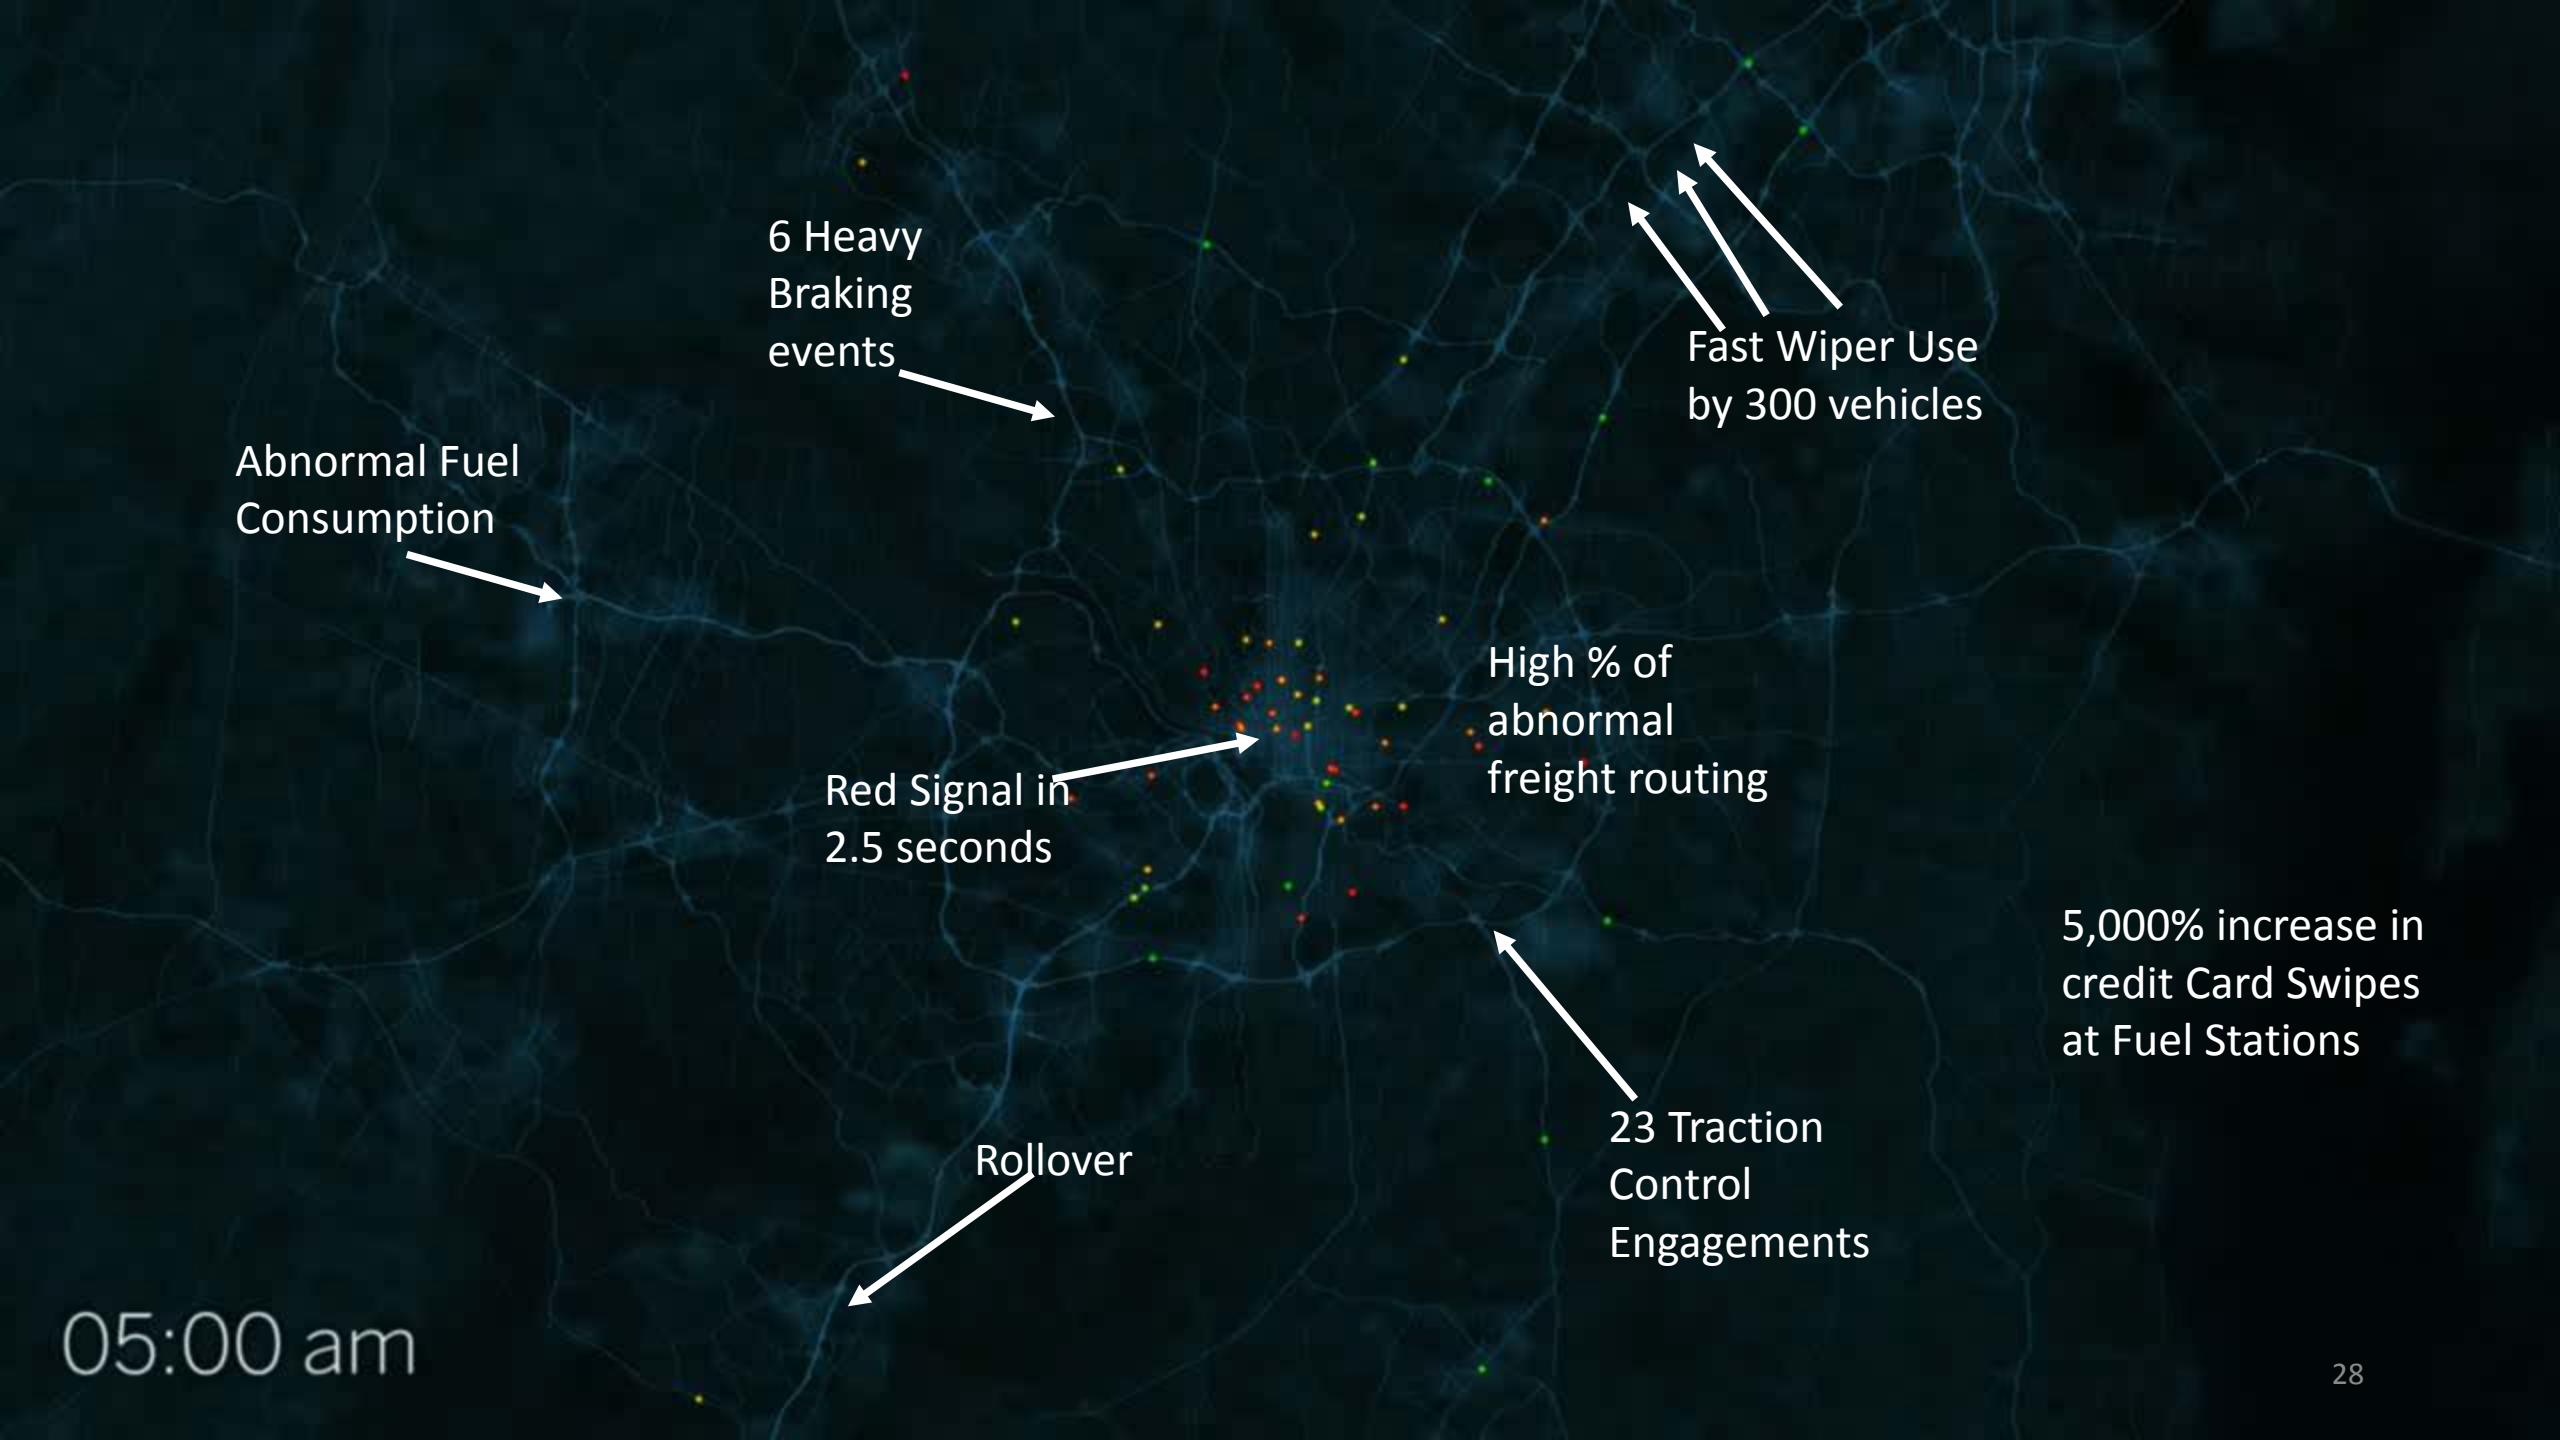 6 Heavy
Braking
events
Fast Wiper Use
by 300 vehicles
Abnormal Fuel
Consumption
High % of
abnormal
freight routing
Red Signal in
2.5 seconds
5,000% increase in
credit Card Swipes
at Fuel Stations
23 Traction
Control
Engagements
Rollover
05:00 am
28